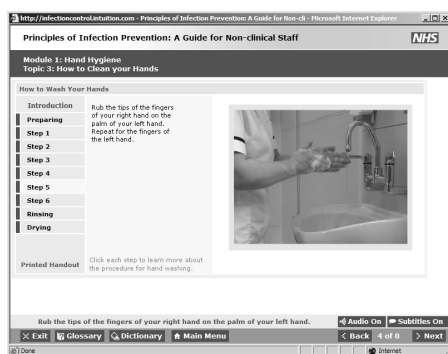 http://infectioncontrol.intuition.com - Principles of Infection Prevention: A Guide for Non-cli - Microsoft Internet Explorer
Principles of Infection Prevention: A Guide for Non-clinical Staff
NHS
Module 1: Hand Hygiene
Topic 3: How to Clean your Hands
How to Wash Your Hands
Introduction
Preparing
Step 1
Step 2
Step 3
Step 4
Step 5
Step 6
Rinsing
Drying
Printed Handout
Rub the tips of the fingers
of your right hand on the
palm of your left hand.
Repeat for the fingers of
the left hand.
Click each step to learn more about
the procedure for hand washing.
Rub the tips of the fingers of your right hand on the palm of your left hand.
Audio On
Subtitles On
Exit
Glossary
Dictionary
Main Menu
Back
4 of 8
Next
Done
Internet